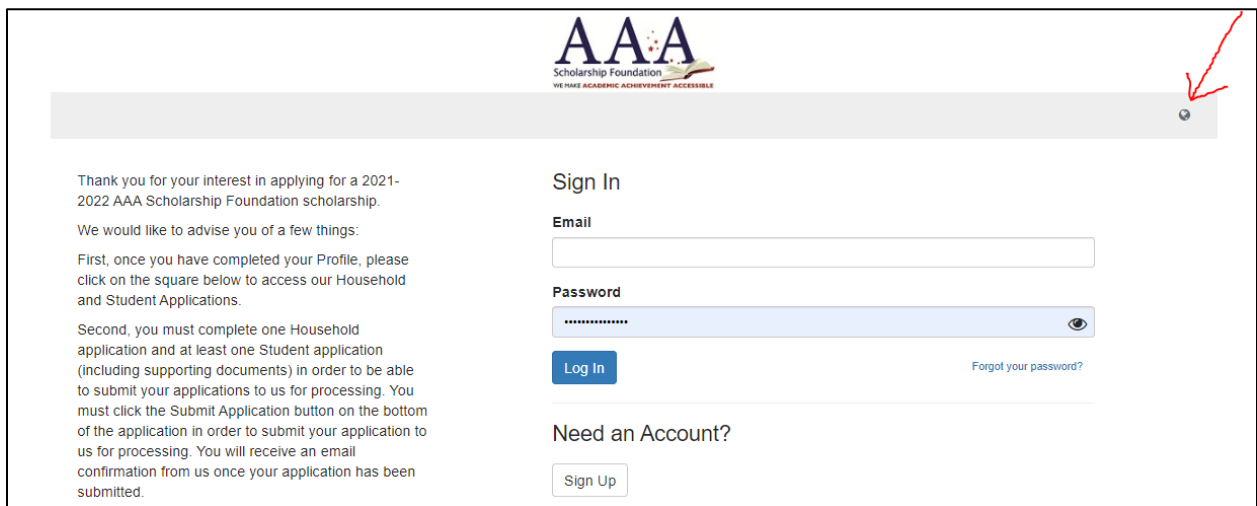 AAA
Scholarship Foundation
WE MAKE ACADEMIC ACHIEVEMENT ACCESSIBLE
Thank you for your interest in applying for a 2021-
2022 AAA Scholarship Foundation scholarship.
We would like to advise you of a few things:
First, once you have completed your Profile, please
click on the square below to access our Household
and Student Applications.
Second, you must complete one Household
application and at least one Student application
(including supporting documents) in order to be able
to submit your applications to us for processing. You
must click the Submit Application button on the bottom
of the application in order to submit your application to
us for processing. You will receive an email
confirmation from us once your application has been
submitted.
Sign In
Email
Password
•••••••••••••••
Log In
Forgot your password?
Need an Account?
Sign Up